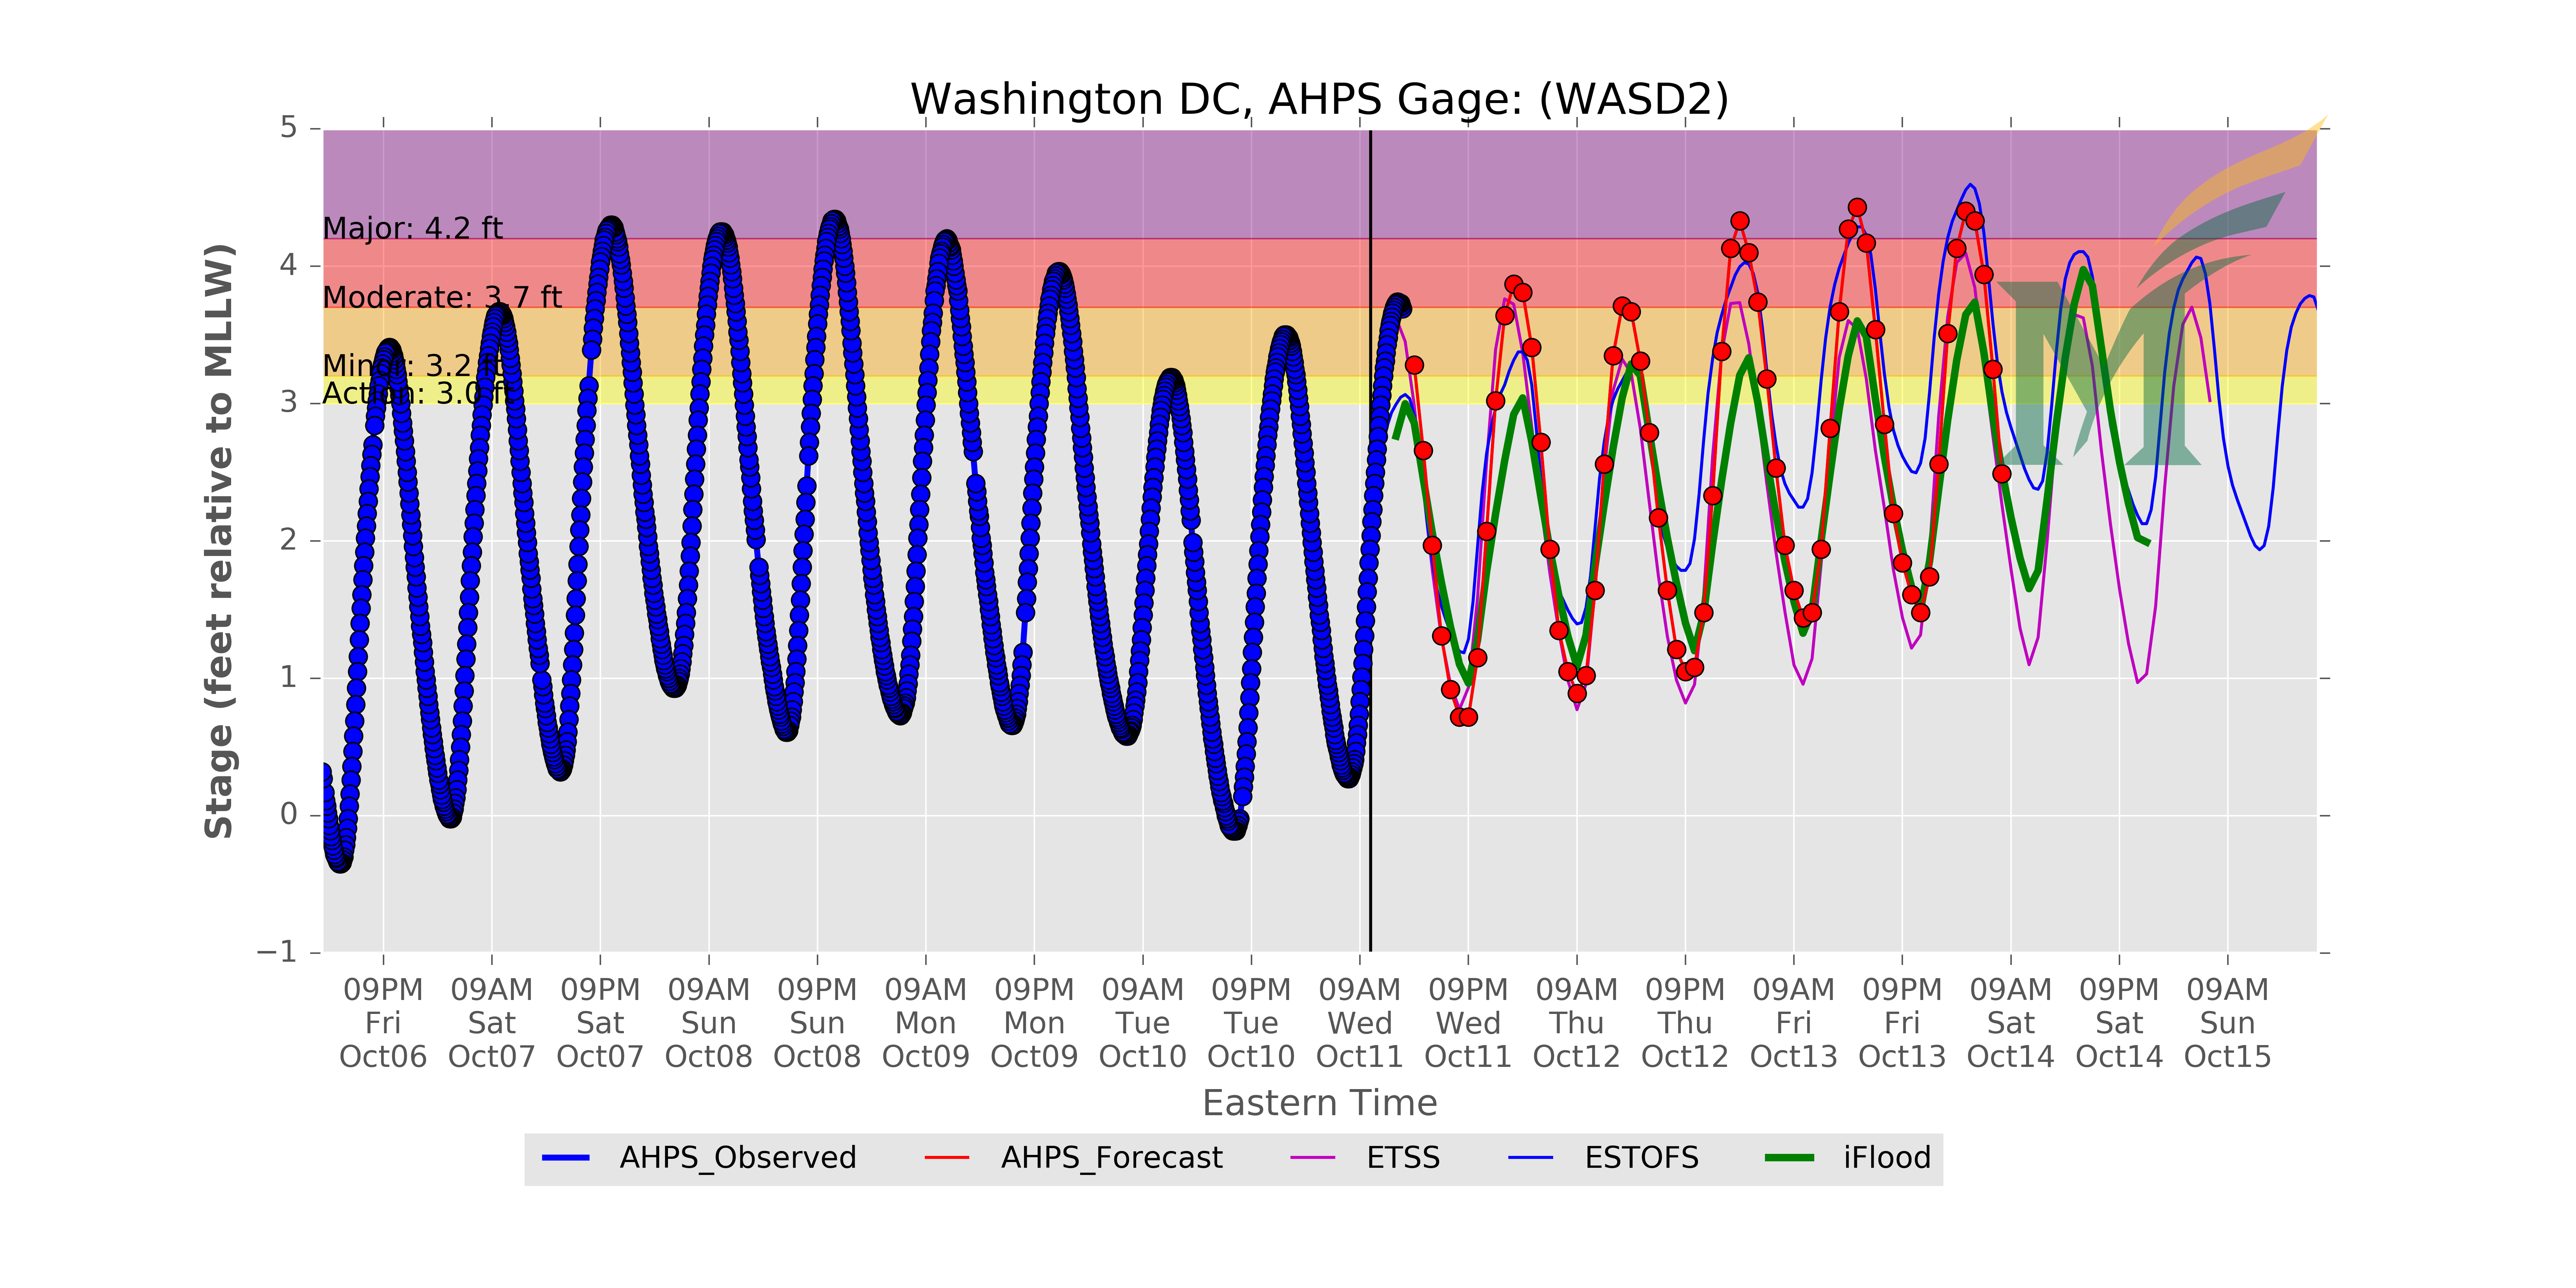 Washington DC, AHPS Gage: (WASD2)
Stage (feet relative to MLLW)
5
4
3
2
1
0
−1
Major: 4.2 ft
Moderate: 3.7 ft
Minor: 3.2 ft
Action: 3.0 ft
09PM 09AM 09PM 09AM 09PM 09AM 09PM 09AM 09PM 09AM 09PM 09AM 09PM 09AM 09PM 09AM 09PM 09AM
Fri Sat Sat Sun Sun Mon Mon Tue Tue Wed Wed Thu Thu Fri Fri Sat Sat Sun
Oct06 Oct07 Oct07 Oct08 Oct08 Oct09 Oct09 Oct10 Oct10 Oct11 Oct11 Oct12 Oct12 Oct13 Oct13 Oct14 Oct14 Oct15
Eastern Time
AHPS_Observed AHPS_Forecast ETSS ESTOFS iFlood